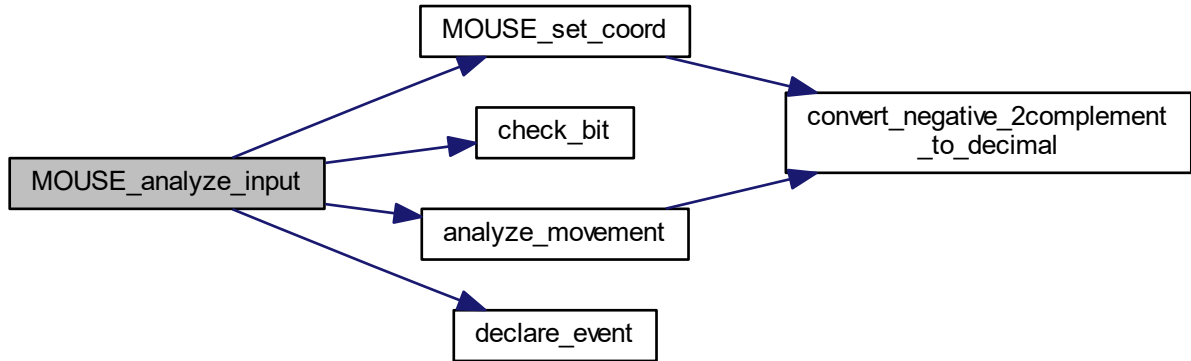 MOUSE_analyze_input
MOUSE_set_coord
check_bit
analyze_movement
declare_event
convert_negative_2complement
_to_decimal